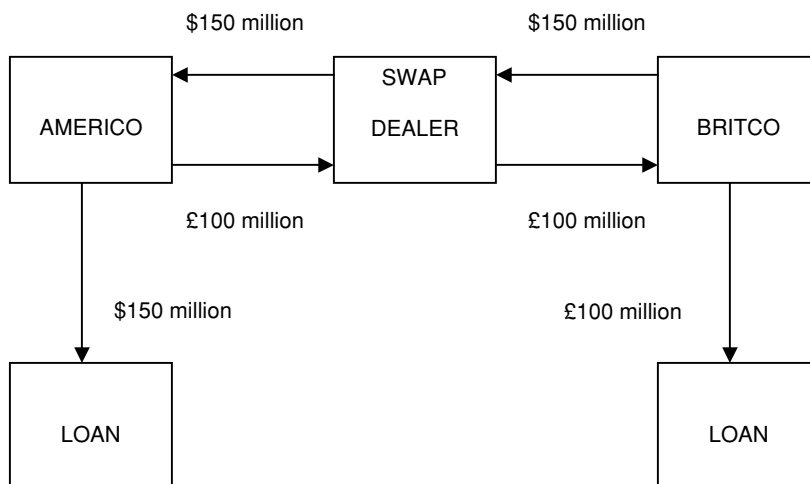 $150 million
$150 million
SWAP
DEALER
AMERICO
BRITCO
£100 million
£100 million
$150 million
£100 million
LOAN
LOAN